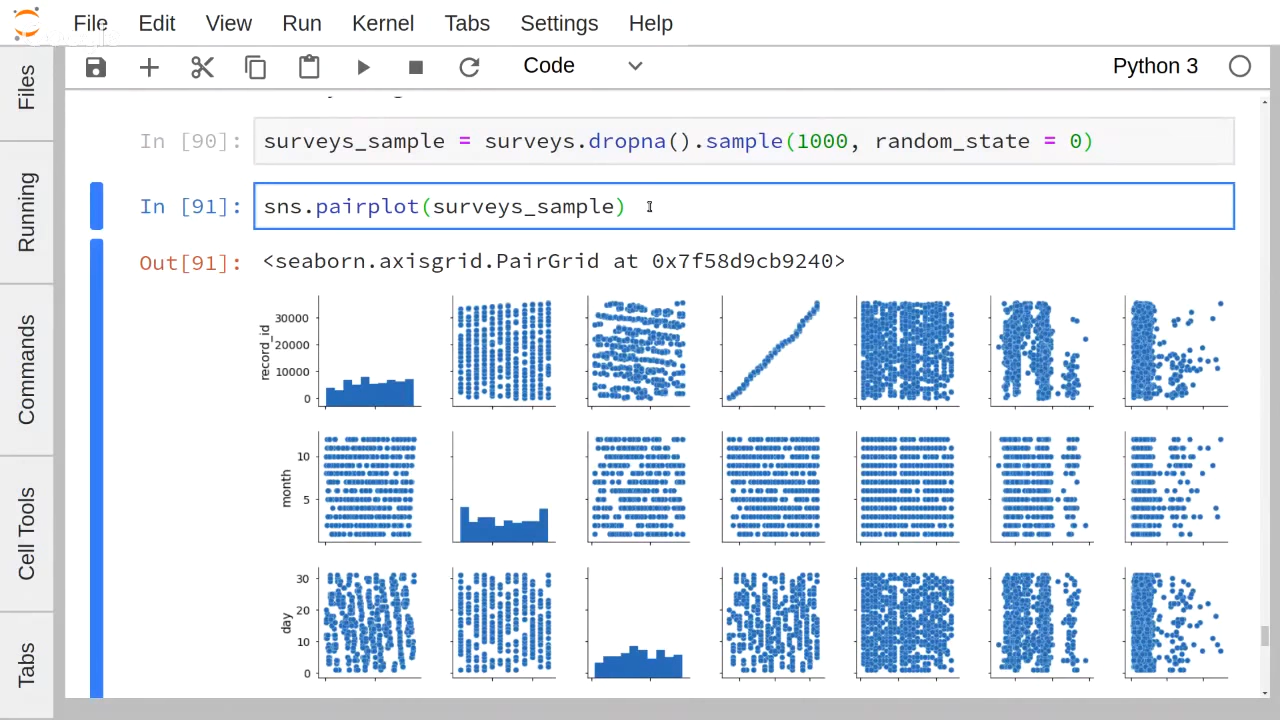 File Edit View Run Kernel Tabs Settings Help
Code Python 3
Files
Running
Commands
Cell Tools
Tabs
In [90]: surveys_sample = surveys.dropna().sample(1000, random_state = 0)
In [91]: sns.pairplot(surveys_sample)
Out[91]: <seaborn.axisgrid.PairGrid at 0x7f58d9cb9240>
record_id
30000
20000
10000
0
month
10
5
day
30
20
10
0